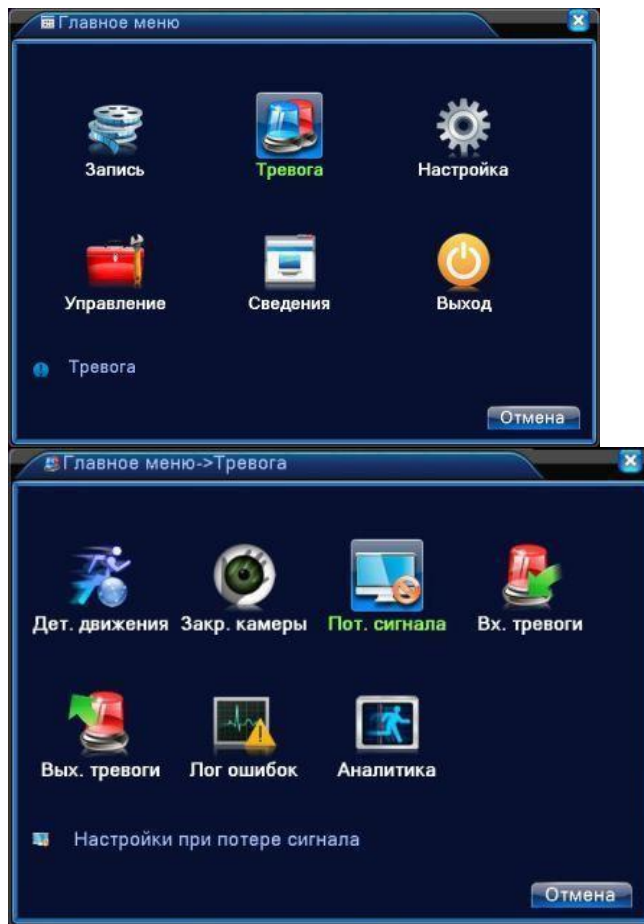 Главное меню
Запись Тревога Настройка
Управление Сведения Выход
Тревога
Отмена
Главное меню->Тревога
Дет. движения Закр. камеры Пот. сигнала Вх. тревоги
Вых. тревоги Лог ошибок Аналитика
Настройки при потере сигнала
Отмена